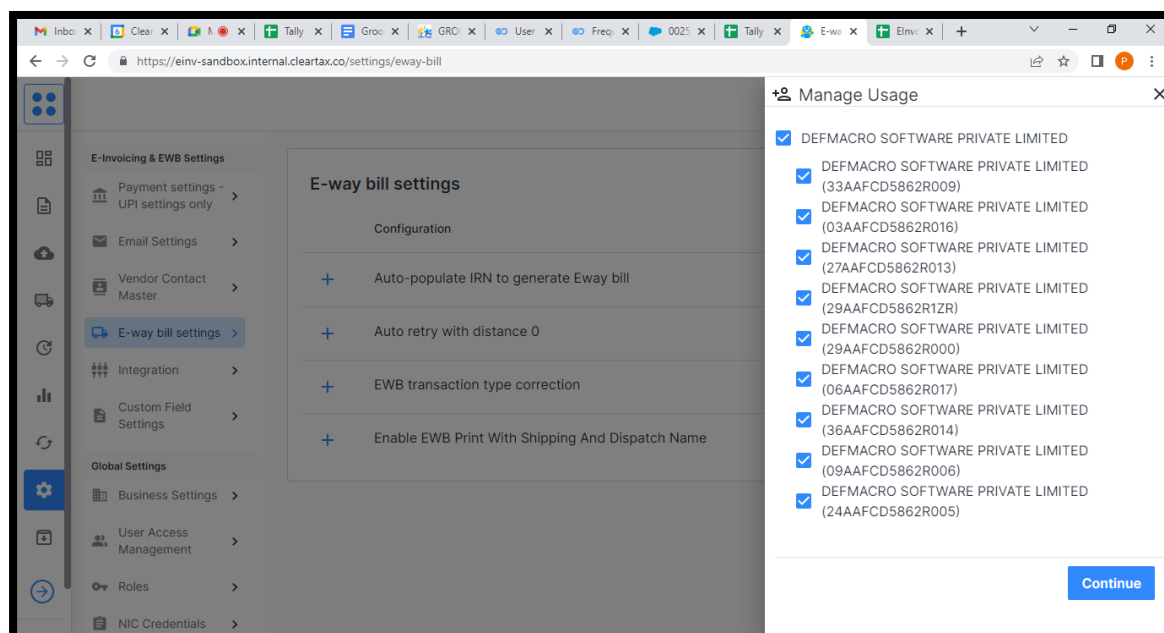 Inbo
Clear
Tally
Groo
GRO
User
Freq
0025
Tally
E-wa
EInvo
https://einv-sandbox.internal.cleartax.co/settings/eway-bill
E-Invoicing & EWB Settings
Payment settings -
UPI settings only
Email Settings
Vendor Contact
Master
E-way bill settings
Integration
Custom Field
Settings
Global Settings
Business Settings
User Access
Management
Roles
NIC Credentials
E-way bill settings
Configuration
Auto-populate IRN to generate Eway bill
Auto retry with distance 0
EWB transaction type correction
Enable EWB Print With Shipping And Dispatch Name
Manage Usage
DEFMACRO SOFTWARE PRIVATE LIMITED
DEFMACRO SOFTWARE PRIVATE LIMITED
(33AAFCD5862R009)
DEFMACRO SOFTWARE PRIVATE LIMITED
(03AAFCD5862R016)
DEFMACRO SOFTWARE PRIVATE LIMITED
(27AAFCD5862R013)
DEFMACRO SOFTWARE PRIVATE LIMITED
(29AAFCD5862R1ZR)
DEFMACRO SOFTWARE PRIVATE LIMITED
(29AAFCD5862R000)
DEFMACRO SOFTWARE PRIVATE LIMITED
(06AAFCD5862R017)
DEFMACRO SOFTWARE PRIVATE LIMITED
(36AAFCD5862R014)
DEFMACRO SOFTWARE PRIVATE LIMITED
(09AAFCD5862R006)
DEFMACRO SOFTWARE PRIVATE LIMITED
(24AAFCD5862R005)
Continue